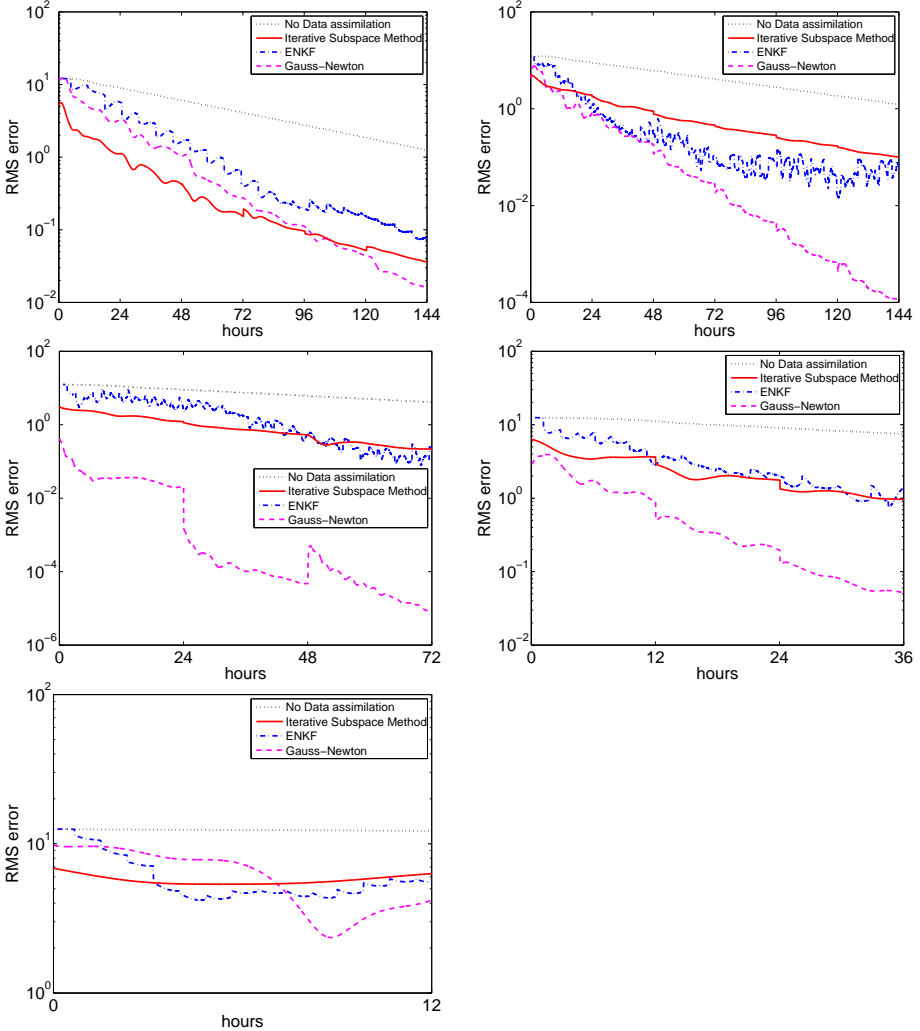 10^2
10^1
10^0
10^-1
10^-2
RMS error
No Data assimilation
Iterative Subspace Method
ENKF
Gauss-Newton
0 24 48 72 96 120 144
hours
10^2
10^0
10^-2
10^-4
RMS error
No Data assimilation
Iterative Subspace Method
ENKF
Gauss-Newton
0 24 48 72 96 120 144
hours
10^2
10^0
10^-2
10^-4
10^-6
RMS error
No Data assimilation
Iterative Subspace Method
ENKF
Gauss-Newton
0 24 48 72
hours
10^2
10^1
10^0
10^-1
10^-2
RMS error
No Data assimilation
Iterative Subspace Method
ENKF
Gauss-Newton
0 12 24 36
hours
10^2
10^1
10^0
RMS error
No Data assimilation
Iterative Subspace Method
ENKF
Gauss-Newton
0 12
hours